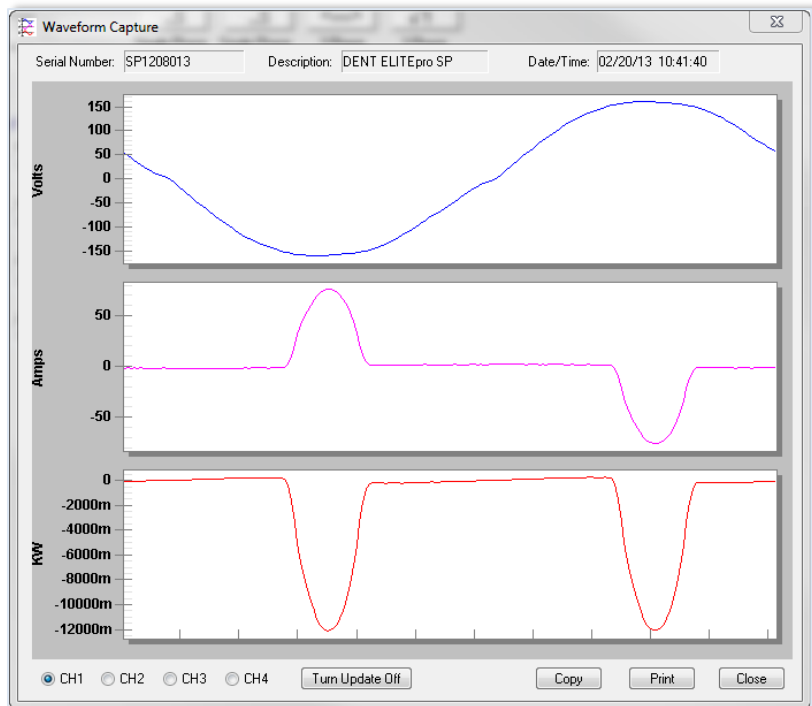 Waveform Capture
Serial Number: SP1208013 Description: DENT ELITEpro SP Date/Time: 02/20/13 10:41:40
150
100
50
0
-50
-100
-150
Volts
50
0
-50
Amps
0
-2000m
-4000m
-6000m
-8000m
-10000m
-12000m
KW
CH1 CH2 CH3 CH4 Turn Update Off Copy Print Close